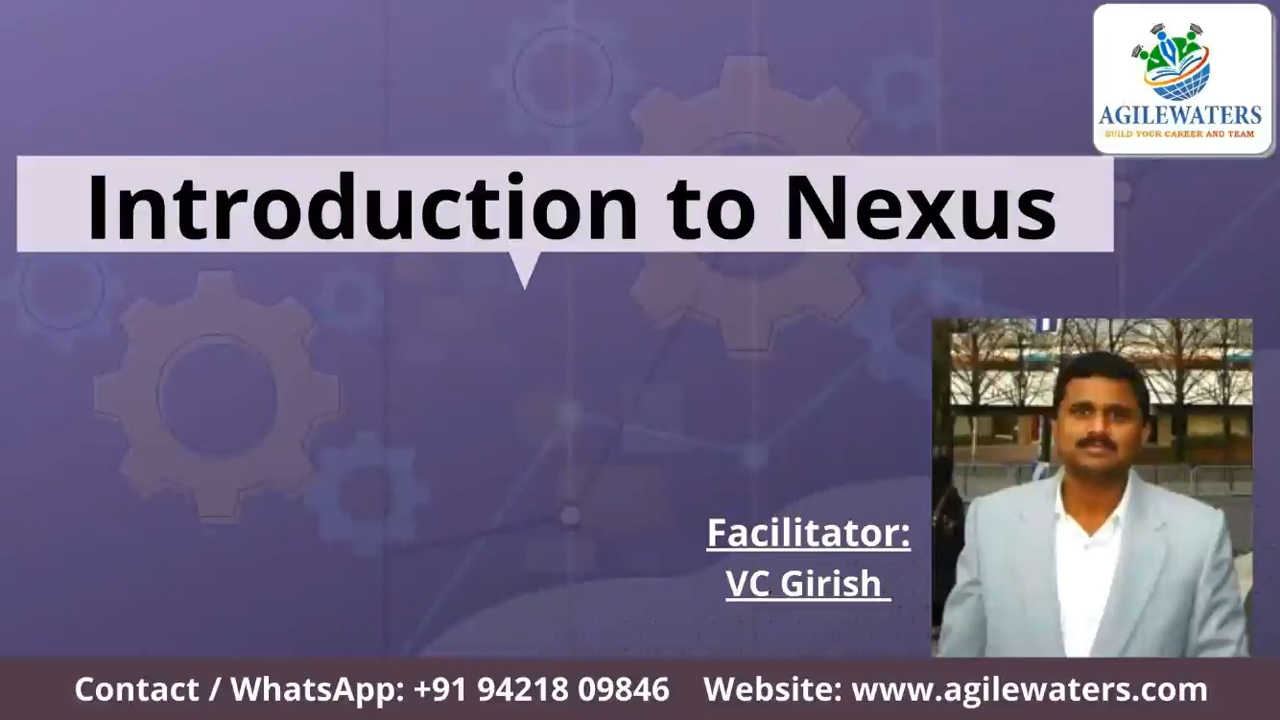 AGILEWATERS
BUILD YOUR CAREER AND TEAM
Introduction to Nexus
Facilitator:
VC Girish
Contact / WhatsApp: +91 94218 09846 Website: www.agilewaters.com